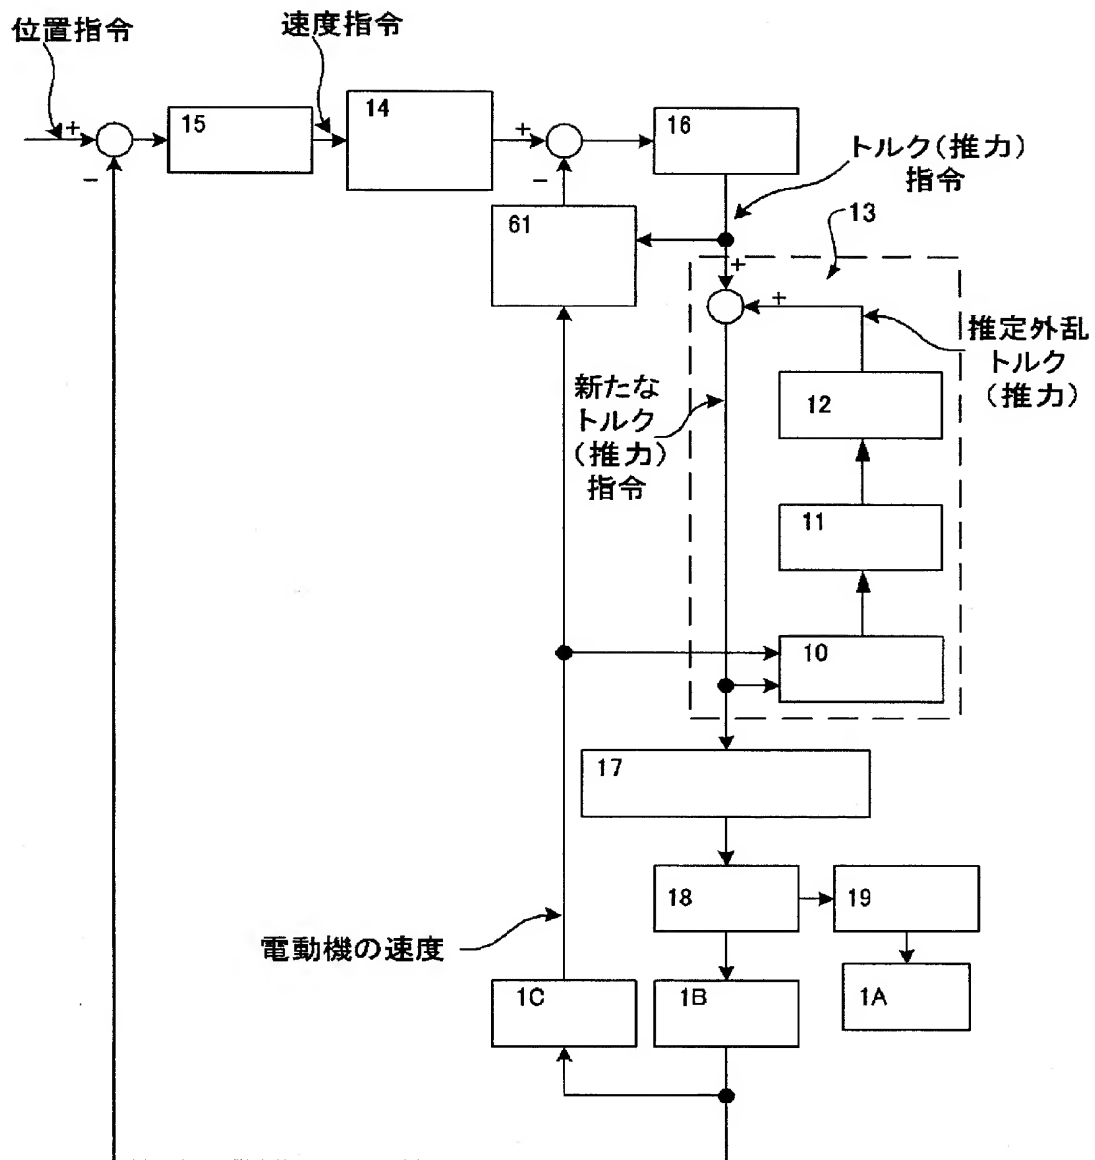 位置指令
速度指令
+
15
14
+
16
トルク(推力)
指令
-
-
61
13
+
+
推定外乱
トルク
(推力)
新たな
トルク
(推力)
指令
12
11
10
17
18
19
電動機の速度
1C
1B
1A